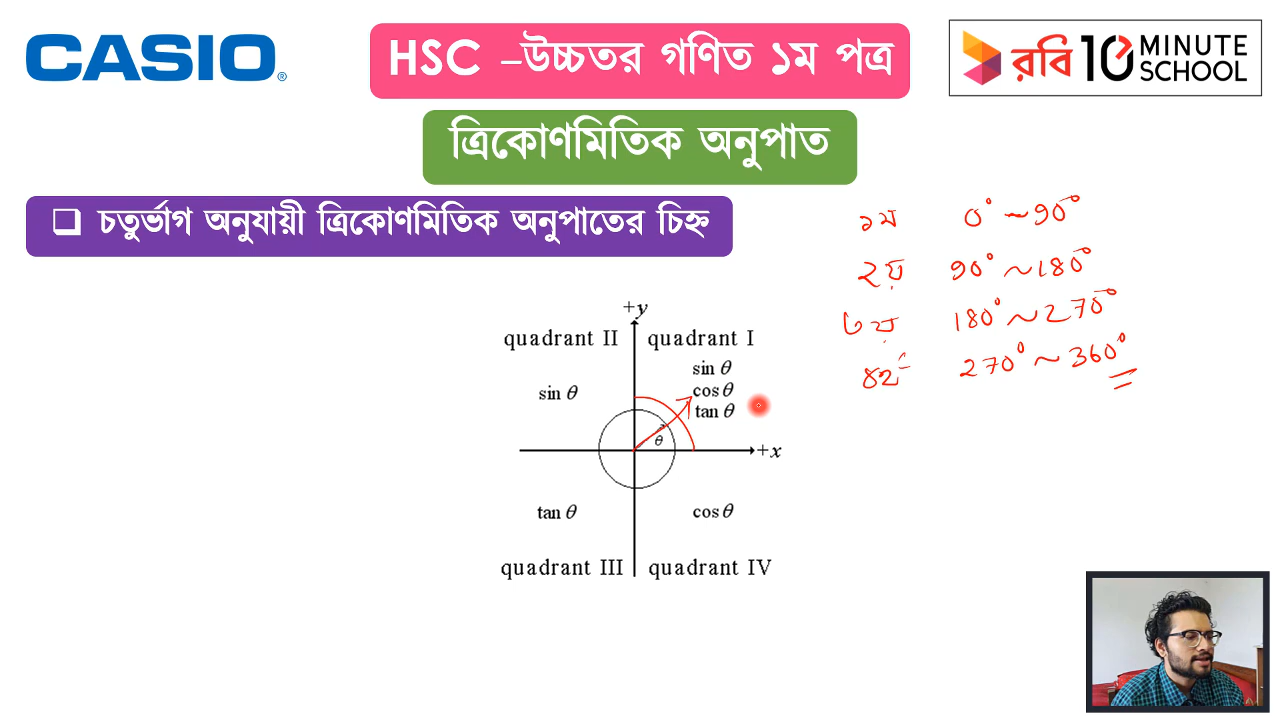 CASIO®
HSC –উচ্চতর গণিত ১ম পত্র
রবি 10 MINUTE SCHOOL
ত্রিকোণমিতিক অনুপাত
❑ চতুর্ভাগ অনুযায়ী ত্রিকোণমিতিক অনুপাতের চিহ্ন
১ম 0° ~ 90°
২য় 90° ~ 180°
৩য় 180° ~ 270°
৪র্থ 270° ~ 360°
+y
quadrant II quadrant I
sin θ
sin θ cos θ
tan θ
θ
+x
tan θ cos θ
quadrant III quadrant IV